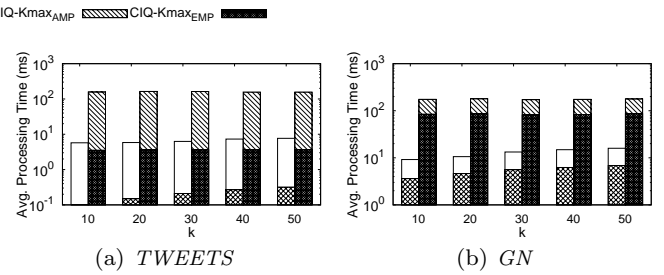 IQ-KmaxAMP CIQ-KmaxEMP
Avg. Processing Time (ms)
10^3
10^2
10^1
10^0
10^-1
10 20 30 40 50
k
(a) TWEETS
Avg. Processing Time (ms)
10^3
10^2
10^1
10^0
10 20 30 40 50
k
(b) GN